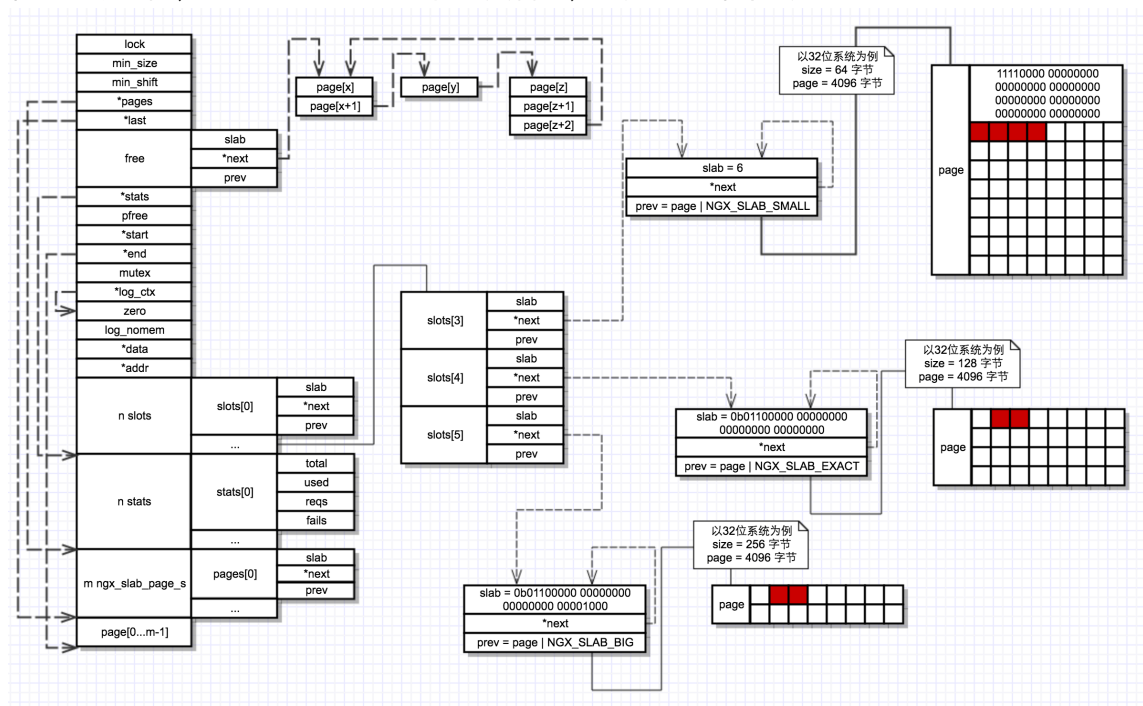 lock
min_size
min_shift
*pages
*last
free
slab
*next
prev
*stats
pfree
*start
*end
mutex
*log_ctx
zero
log_nomem
*data
*addr
n slots
slots[0]
slab
*next
prev
...
n stats
stats[0]
total
used
reqs
fails
...
m ngx_slab_page_s
pages[0]
slab
*next
prev
...
page[0...m-1]
page[x]
page[x+1]
page[y]
page[z]
page[z+1]
page[z+2]
slots[3]
slab
*next
prev
slots[4]
slab
*next
prev
slots[5]
slab
*next
prev
slab = 6
*next
prev = page | NGX_SLAB_SMALL
以32位系统为例
size = 64 字节
page = 4096 字节
page
11110000 00000000
00000000 00000000
00000000 00000000
00000000 00000000
slab = 0b01100000 00000000
00000000 00000000
*next
prev = page | NGX_SLAB_EXACT
以32位系统为例
size = 128 字节
page = 4096 字节
page
slab = 0b01100000 00000000
00000000 00001000
*next
prev = page | NGX_SLAB_BIG
以32位系统为例
size = 256 字节
page = 4096 字节
page